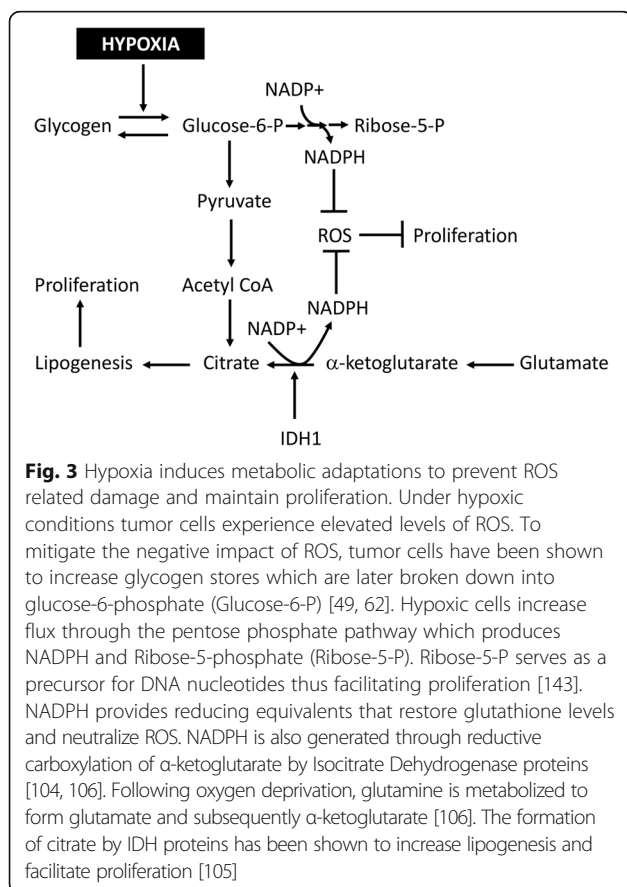 HYPOXIA
NADP+
Glycogen Glucose-6-P Ribose-5-P
NADPH
Pyruvate
ROS Proliferation
Proliferation Acetyl CoA
NADPH
NADP+
Lipogenesis Citrate α-ketoglutarate Glutamate
IDH1
Fig. 3 Hypoxia induces metabolic adaptations to prevent ROS
related damage and maintain proliferation. Under hypoxic
conditions tumor cells experience elevated levels of ROS. To
mitigate the negative impact of ROS, tumor cells have been shown
to increase glycogen stores which are later broken down into
glucose-6-phosphate (Glucose-6-P) [49, 62]. Hypoxic cells increase
flux through the pentose phosphate pathway which produces
NADPH and Ribose-5-phosphate (Ribose-5-P). Ribose-5-P serves as a
precursor for DNA nucleotides thus facilitating proliferation [143].
NADPH provides reducing equivalents that restore glutathione levels
and neutralize ROS. NADPH is also generated through reductive
carboxylation of α-ketoglutarate by Isocitrate Dehydrogenase proteins
[104, 106]. Following oxygen deprivation, glutamine is metabolized to
form glutamate and subsequently α-ketoglutarate [106]. The formation
of citrate by IDH proteins has been shown to increase lipogenesis and
facilitate proliferation [105]